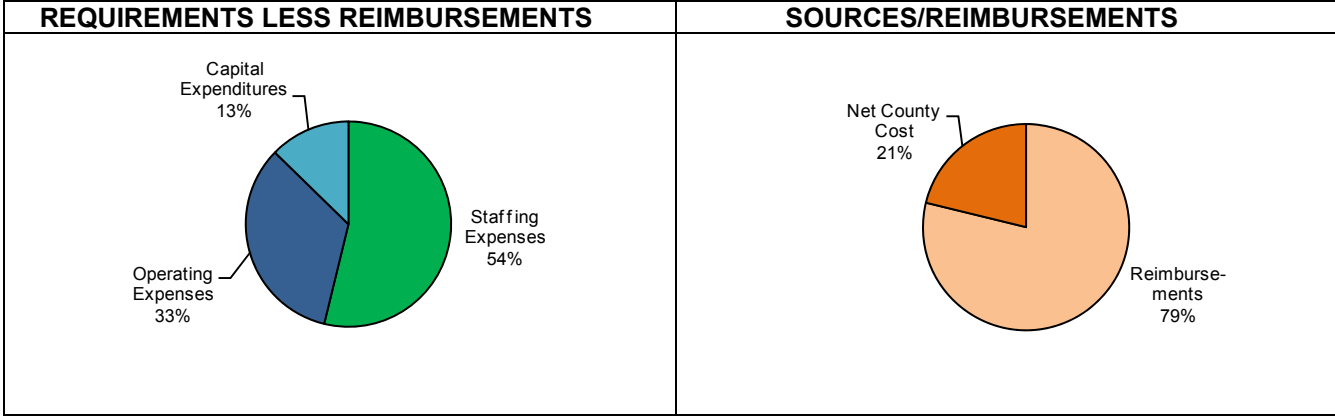 REQUIREMENTS LESS REIMBURSEMENTS
Capital
Expenditures
13%
Staffing
Expenses
54%
Operating
Expenses
33%
SOURCES/REIMBURSEMENTS
Net County
Cost
21%
Reimburse-
ments
79%